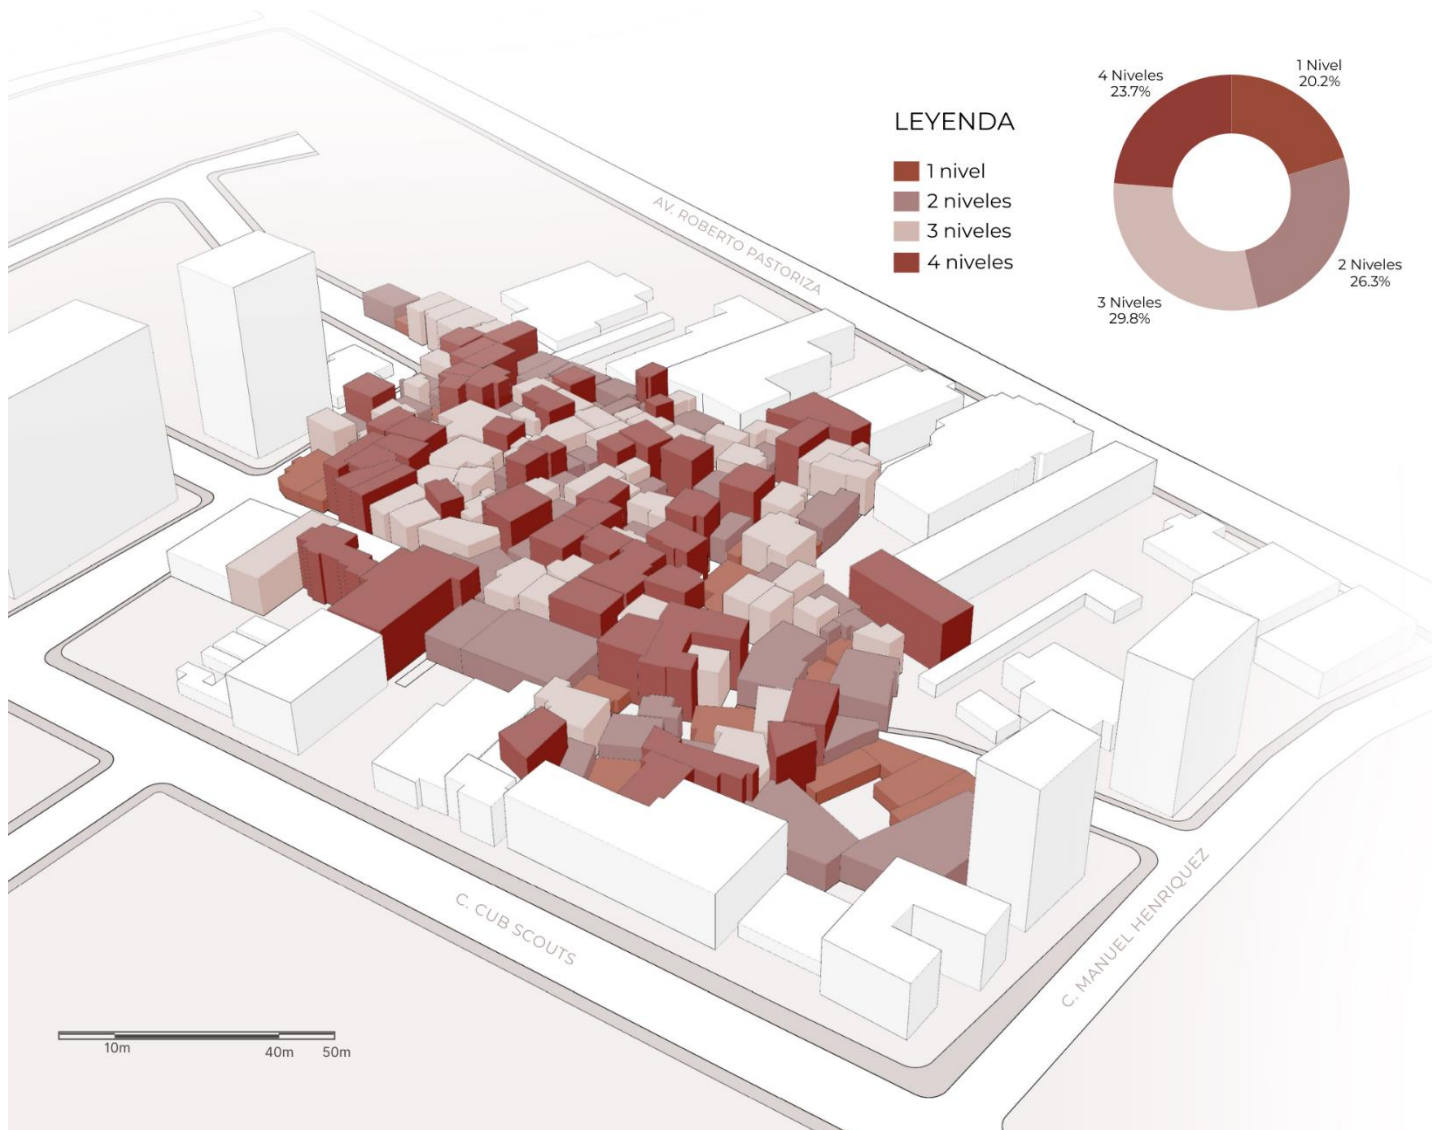 1 Nivel
20.2%
4 Niveles
23.7%
LEYENDA
1 nivel
2 niveles
3 niveles
4 niveles
2 Niveles
26.3%
3 Niveles
29.8%
AV. ROBERTO PASTORIZA
C. CUB SCOUTS
C. MANUEL HENRIQUEZ
10m
40m
50m